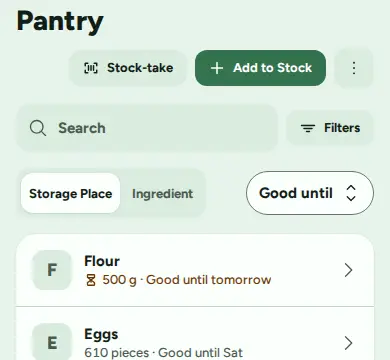 Pantry
Stock-take
Add to Stock
Search
Filters
Storage Place
Ingredient
Good until
F
Flour
500 g · Good until tomorrow
E
Eggs
610 pieces · Good until Sat